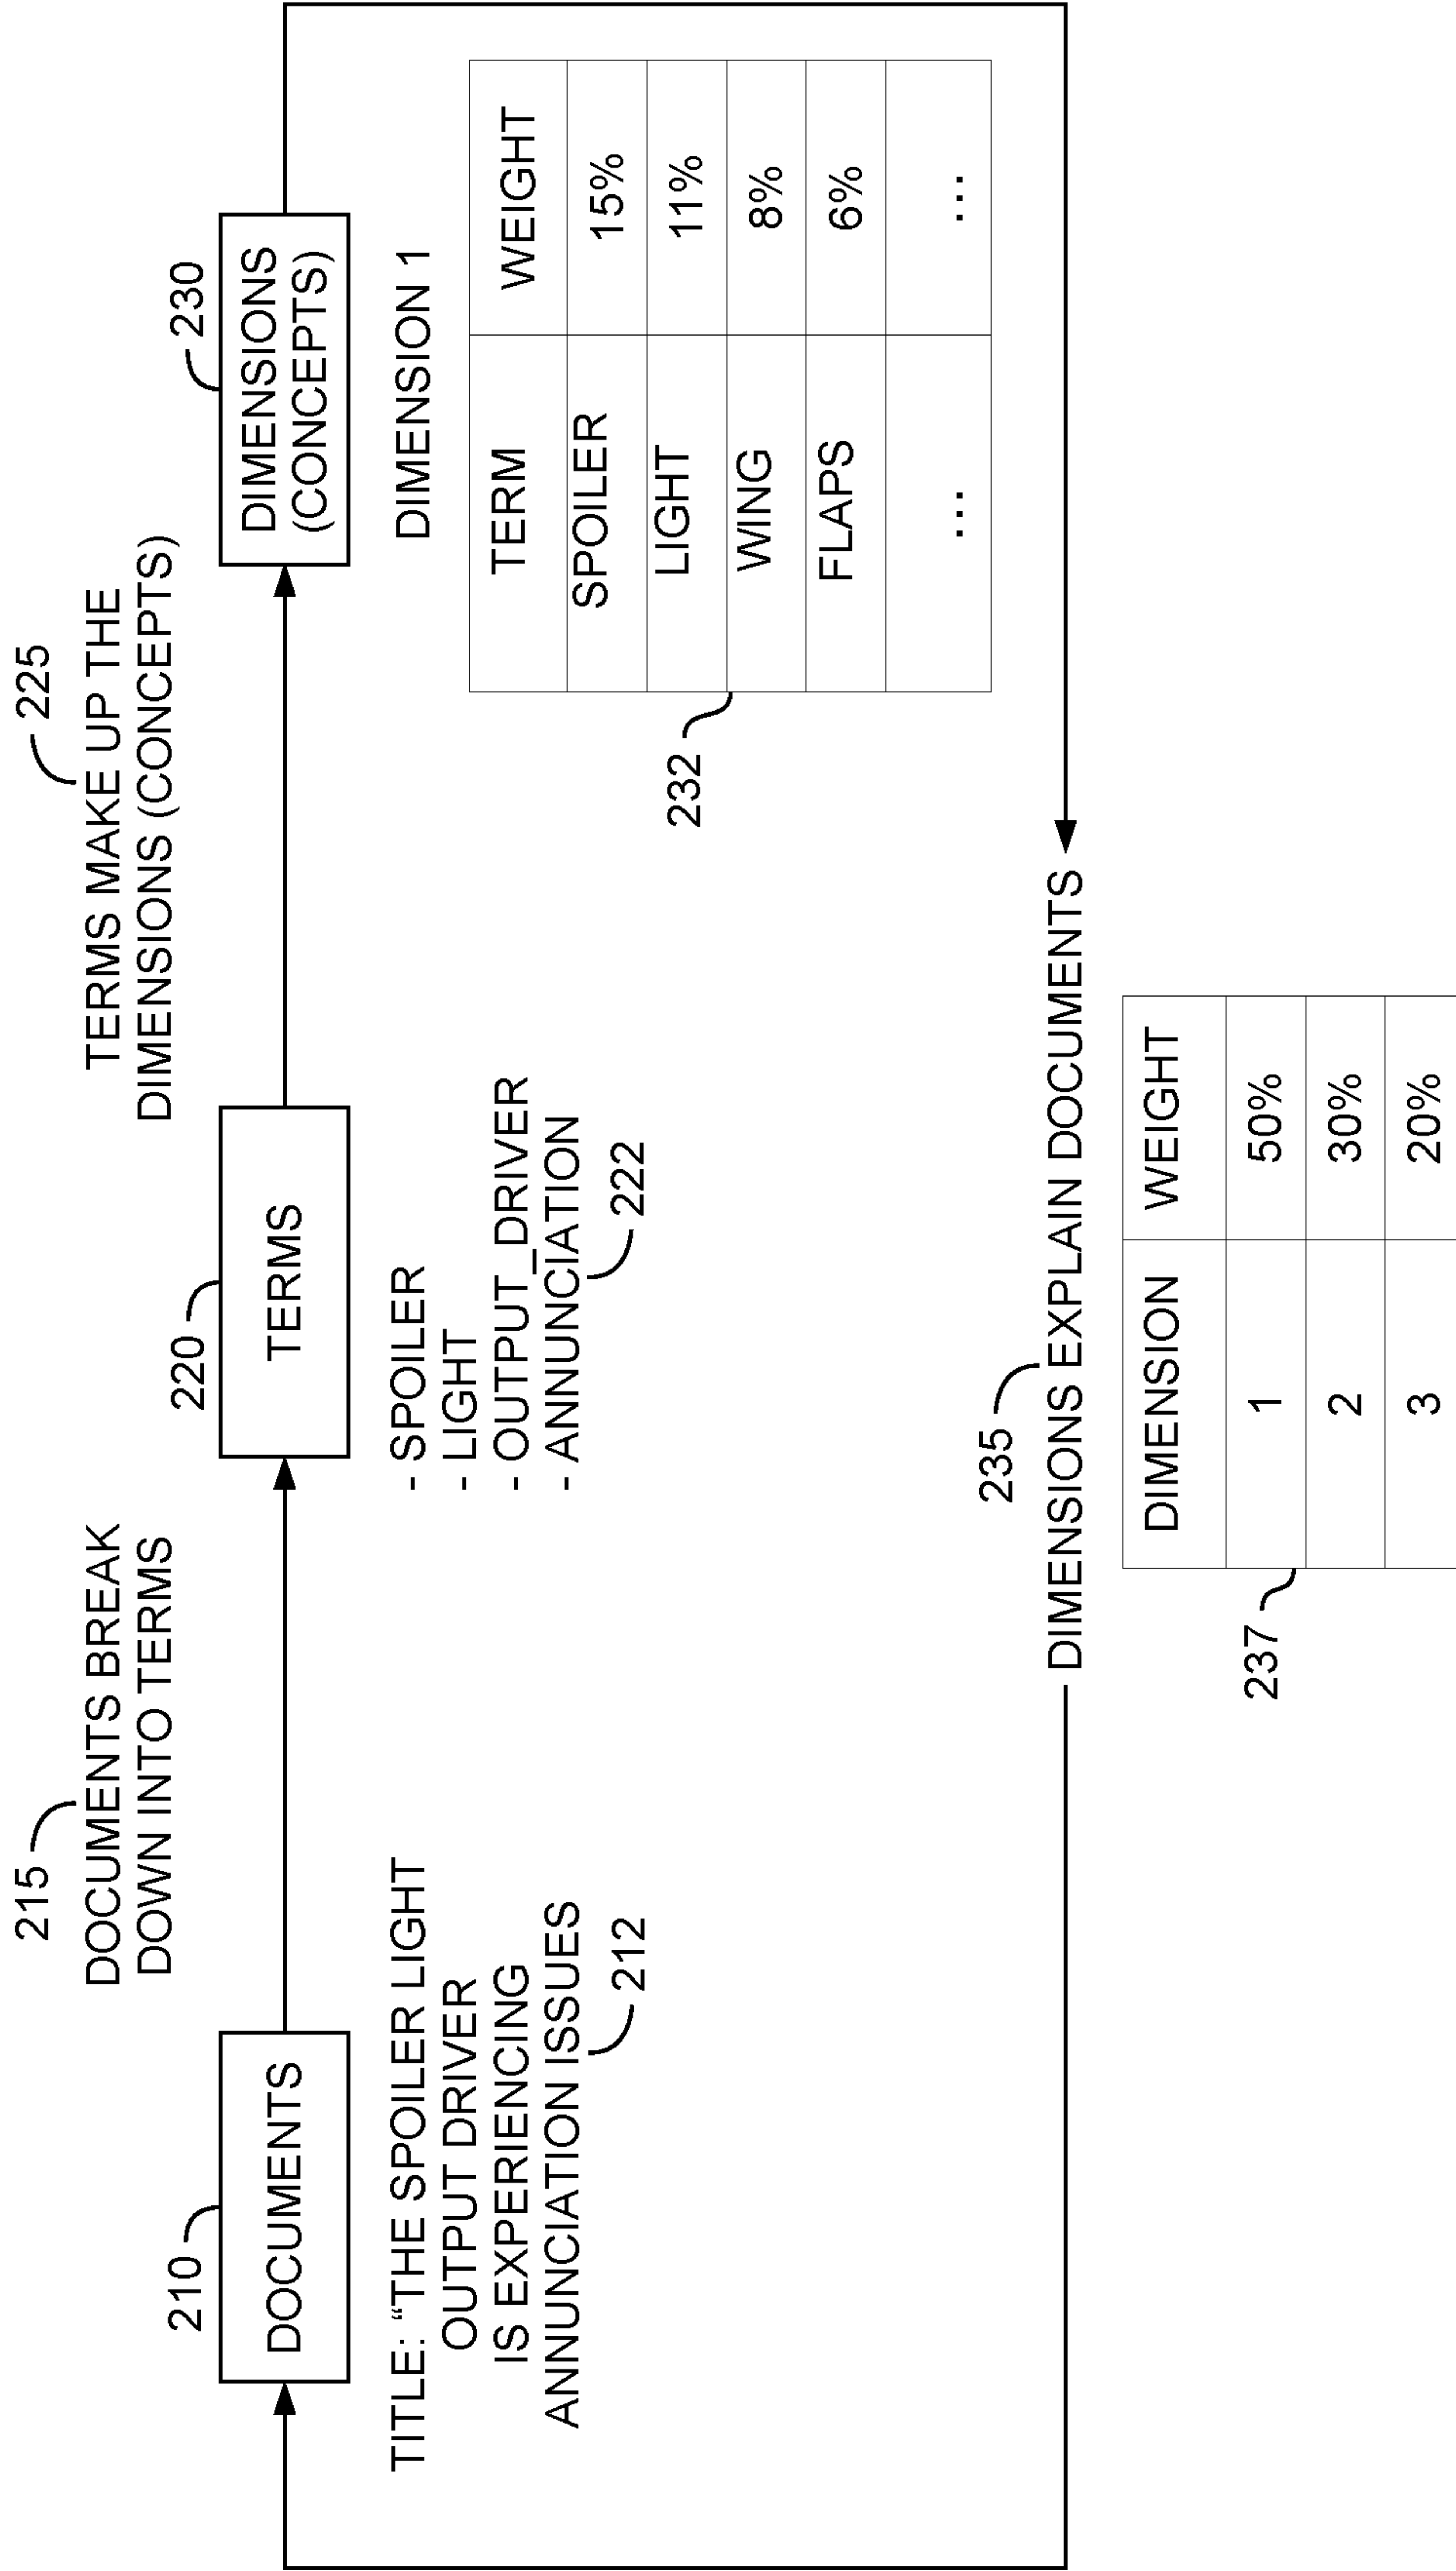 215
DOCUMENTS BREAK
DOWN INTO TERMS
225
TERMS MAKE UP THE
DIMENSIONS (CONCEPTS)
210
DOCUMENTS
220
TERMS
230
DIMENSIONS
(CONCEPTS)
TITLE: “THE SPOILER LIGHT
OUTPUT DRIVER
IS EXPERIENCING
ANNUNCIATION ISSUES
212
- SPOILER
- LIGHT
- OUTPUT_DRIVER
- ANNUNCIATION
222
DIMENSION 1
TERM WEIGHT
SPOILER 15%
LIGHT 11%
WING 8%
FLAPS 6%
... ...
232
235
DIMENSIONS EXPLAIN DOCUMENTS
DIMENSION WEIGHT
1 50%
2 30%
3 20%
237